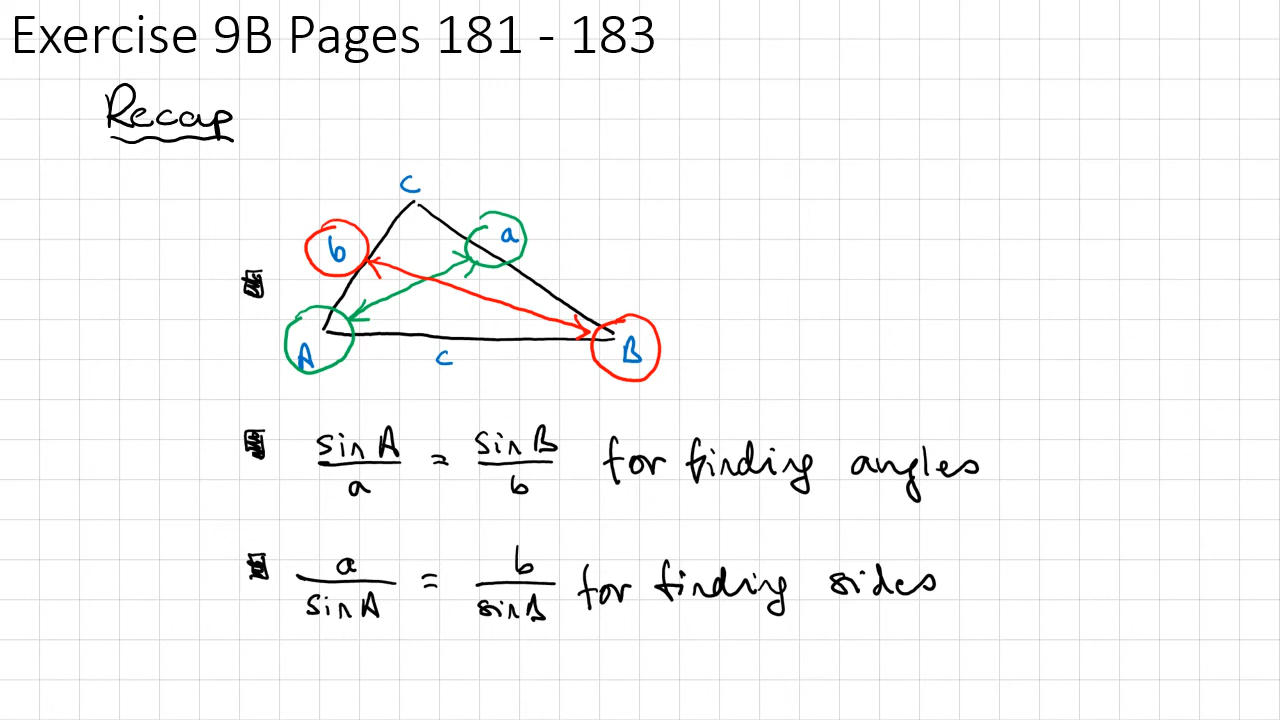 Exercise 9B Pages 181 - 183
Recap
C
b
a
A
B
c
sin A / a = sin B / b for finding angles
a / sin A = b / sin B for finding sides